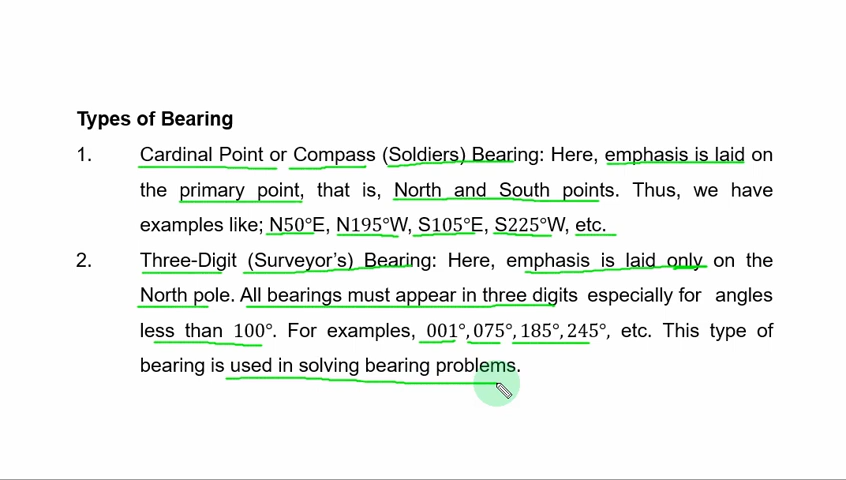 Types of Bearing
1. Cardinal Point or Compass (Soldiers) Bearing: Here, emphasis is laid on
the primary point, that is, North and South points. Thus, we have
examples like; N50°E, N195°W, S105°E, S225°W, etc.
2. Three-Digit (Surveyor's) Bearing: Here, emphasis is laid only on the
North pole. All bearings must appear in three digits especially for angles
less than 100°. For examples, 001°, 075°, 185°, 245°, etc. This type of
bearing is used in solving bearing problems.